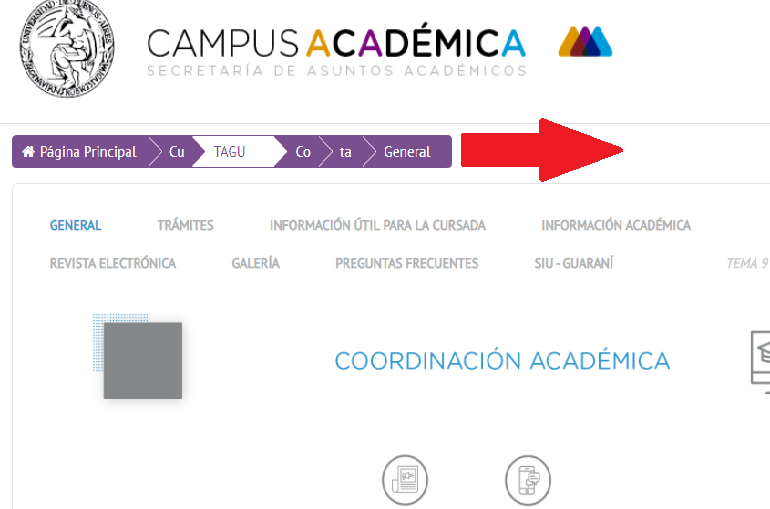 CAMPUS ACADÉMICA
SECRETARÍA DE ASUNTOS ACADÉMICOS
Página Principal Cu TAGU Co ta General
GENERAL TRÁMITES INFORMACIÓN ÚTIL PARA LA CURSADA INFORMACIÓN ACADÉMICA
REVISTA ELECTRÓNICA GALERÍA PREGUNTAS FRECUENTES SIU - GUARANÍ TEMA 9
COORDINACIÓN ACADÉMICA